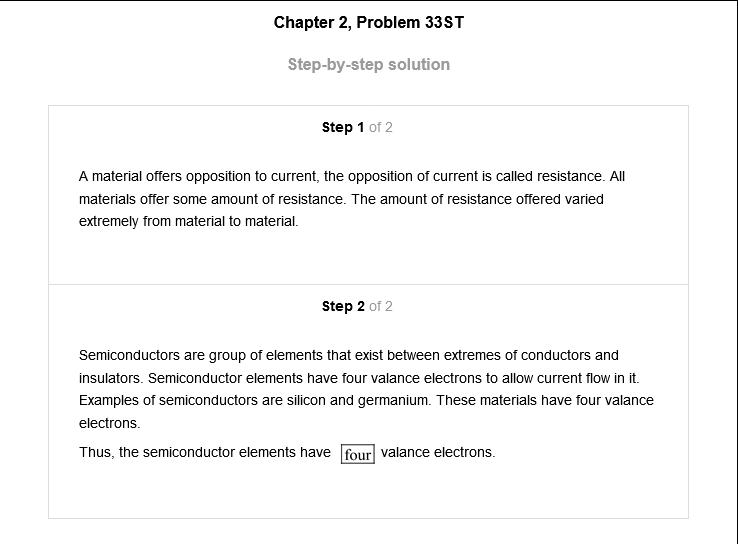 Chapter 2, Problem 33ST
Step-by-step solution
Step 1 of 2
A material offers opposition to current, the opposition of current is called resistance. All
materials offer some amount of resistance. The amount of resistance offered varied
extremely from material to material.
Step 2 of 2
Semiconductors are group of elements that exist between extremes of conductors and
insulators. Semiconductor elements have four valance electrons to allow current flow in it.
Examples of semiconductors are silicon and germanium. These materials have four valance
electrons.
Thus, the semiconductor elements have four valance electrons.